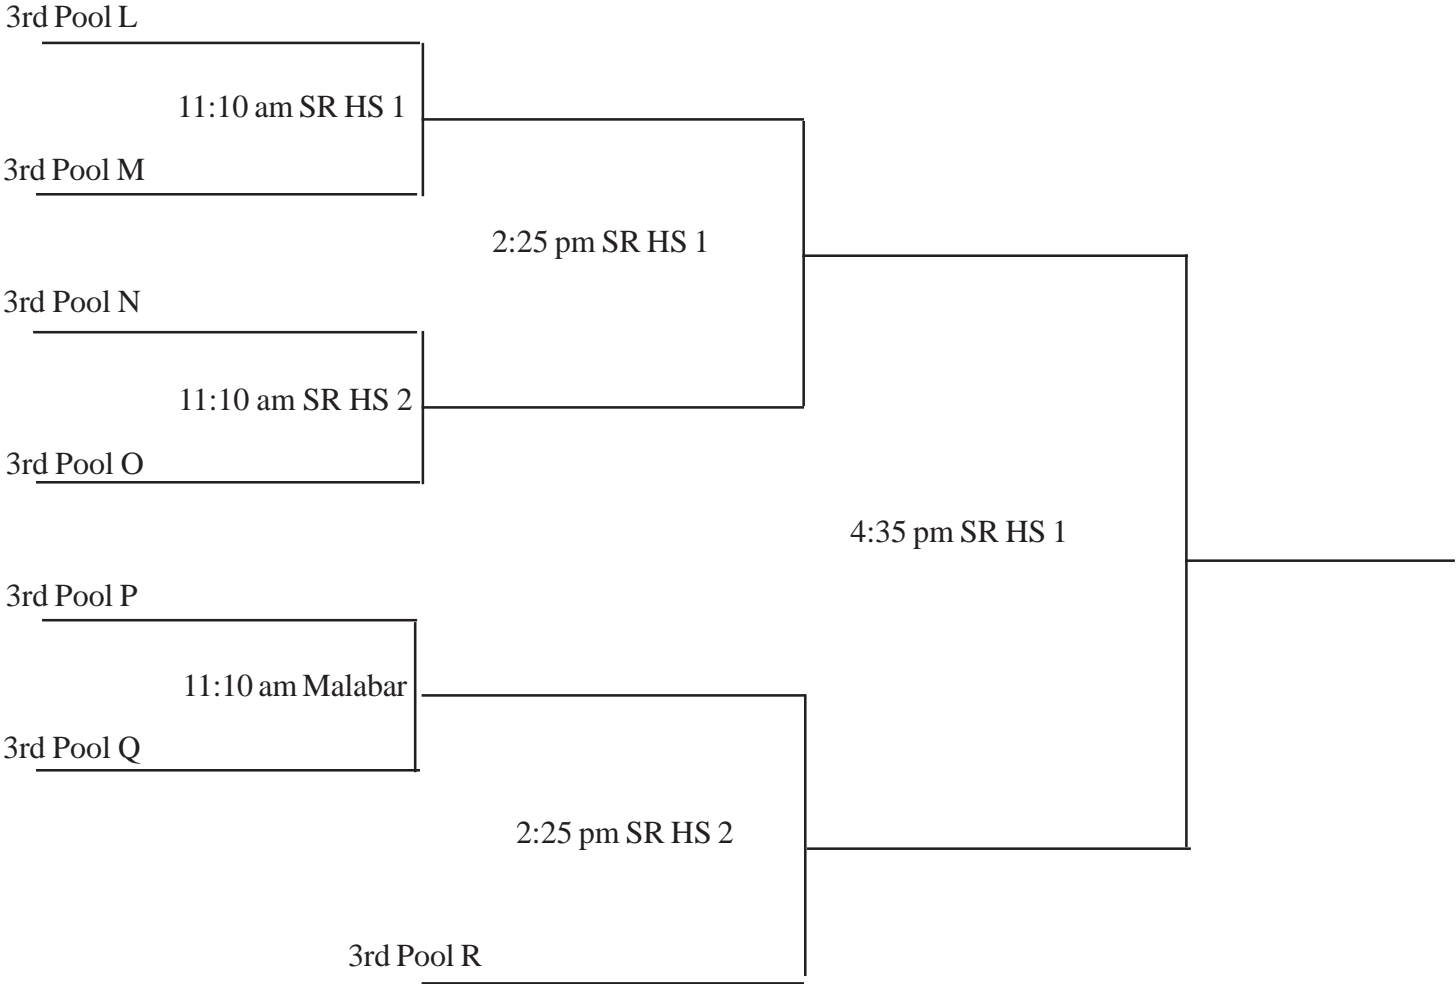 3rd Pool L
11:10 am SR HS 1
3rd Pool M
2:25 pm SR HS 1
3rd Pool N
11:10 am SR HS 2
3rd Pool O
4:35 pm SR HS 1
3rd Pool P
11:10 am Malabar
3rd Pool Q
2:25 pm SR HS 2
3rd Pool R